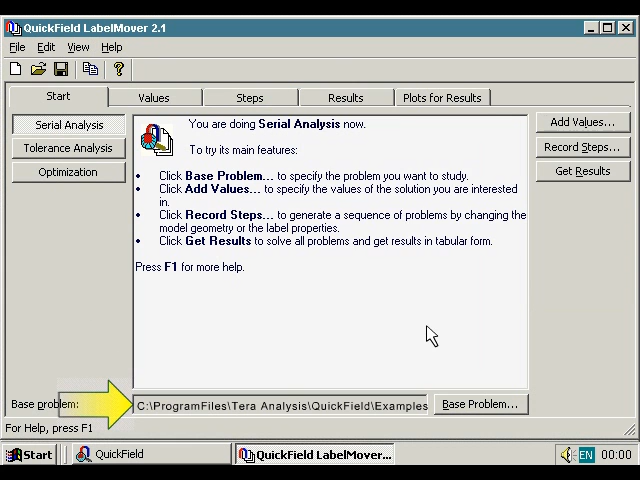 QuickField LabelMover 2.1
File Edit View Help
Start Values Steps Results Plots for Results
Serial Analysis
Tolerance Analysis
Optimization
You are doing Serial Analysis now.
To try its main features:
• Click Base Problem... to specify the problem you want to study.
• Click Add Values... to specify the values of the solution you are interested
in.
• Click Record Steps... to generate a sequence of problems by changing the
model geometry or the label properties.
• Click Get Results to solve all problems and get results in tabular form.
Press F1 for more help.
Add Values...
Record Steps...
Get Results
Base problem: C:\ProgramFiles\Tera Analysis\QuickField\Examples Base Problem...
For Help, press F1
Start QuickField QuickField LabelMover... EN 00:00